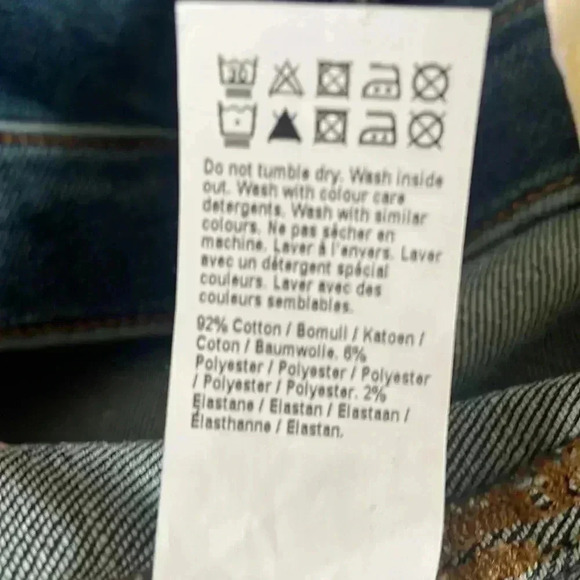 30
Do not tumble dry. Wash inside
out. Wash with colour care
detergents. Wash with similar
colours. Ne pas sécher en
machine. Laver à l'envers. Laver
avec un détergent spécial
couleurs. Laver avec des
couleurs semblables.
92% Cotton / Bomull / Katoen /
Coton / Baumwolle. 6%
Polyester / Polyester / Polyester
/ Polyester / Polyester. 2%
Elastane / Elastan / Elastaan /
Élasthanne / Elastan.